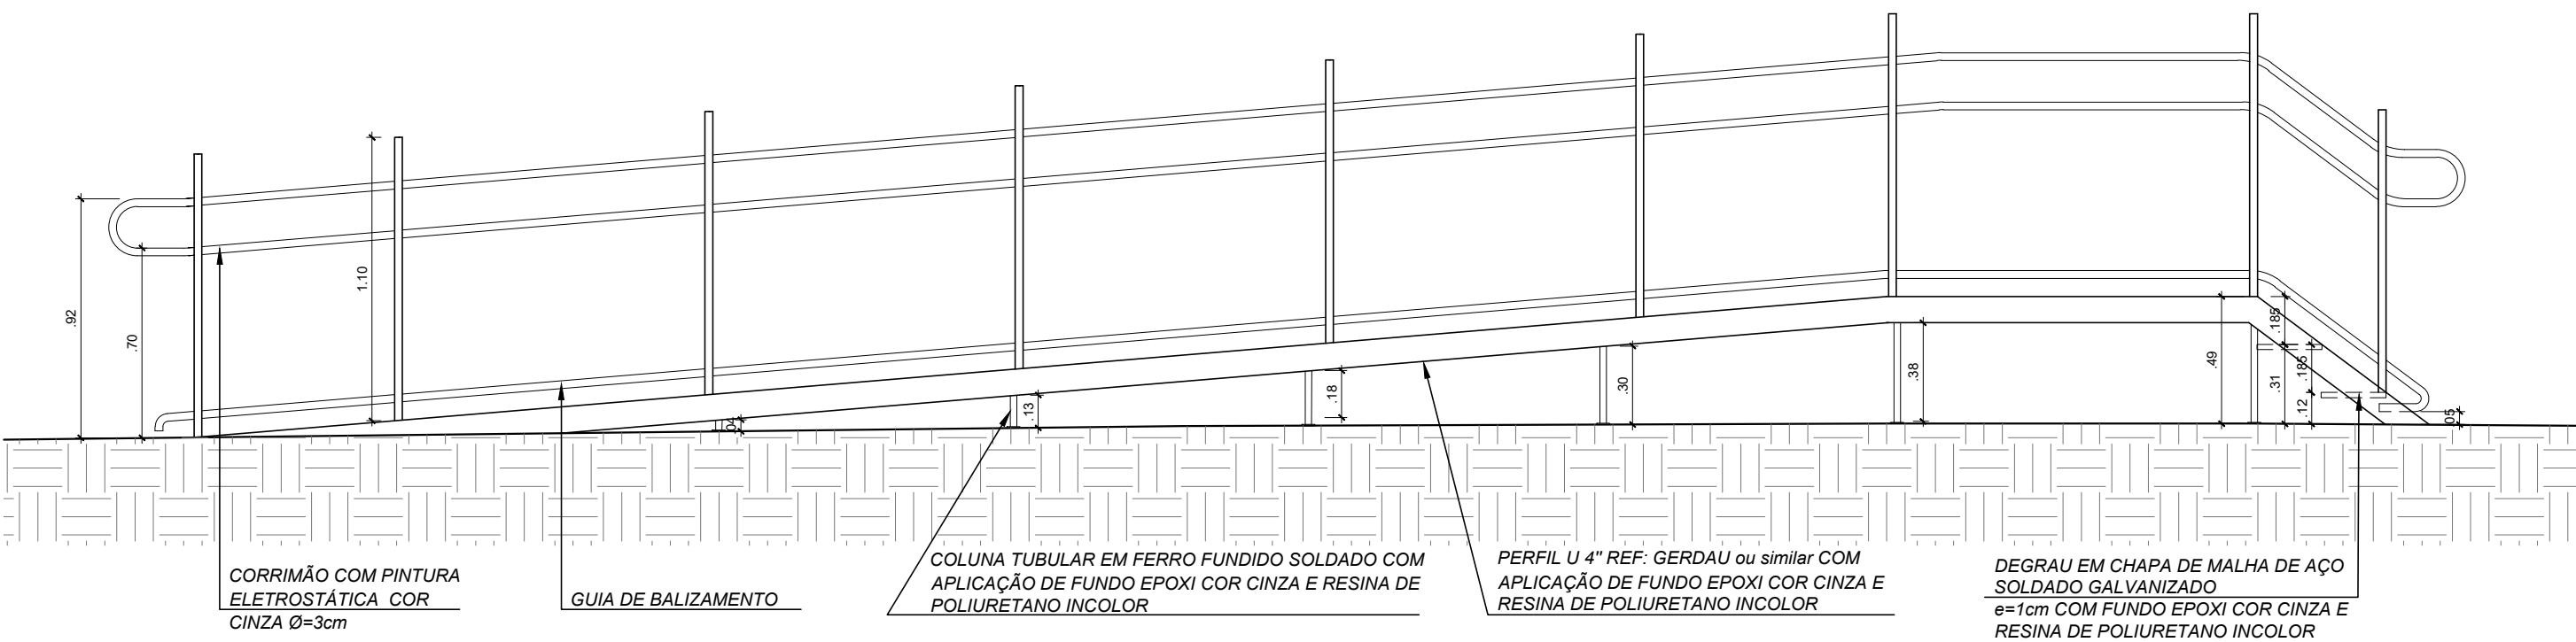 .92
.70
1.10
.04
.13
.18
.30
.38
.49
.185
.31
.185
.12
.05
CORRIMÃO COM PINTURA
ELETROSTÁTICA COR
CINZA Ø=3cm
GUIA DE BALIZAMENTO
COLUNA TUBULAR EM FERRO FUNDIDO SOLDADO COM
APLICAÇÃO DE FUNDO EPOXI COR CINZA E RESINA DE
POLIURETANO INCOLOR
PERFIL U 4" REF: GERDAU ou similar COM
APLICAÇÃO DE FUNDO EPOXI COR CINZA E
RESINA DE POLIURETANO INCOLOR
DEGRAU EM CHAPA DE MALHA DE AÇO
SOLDADO GALVANIZADO
e=1cm COM FUNDO EPOXI COR CINZA E
RESINA DE POLIURETANO INCOLOR